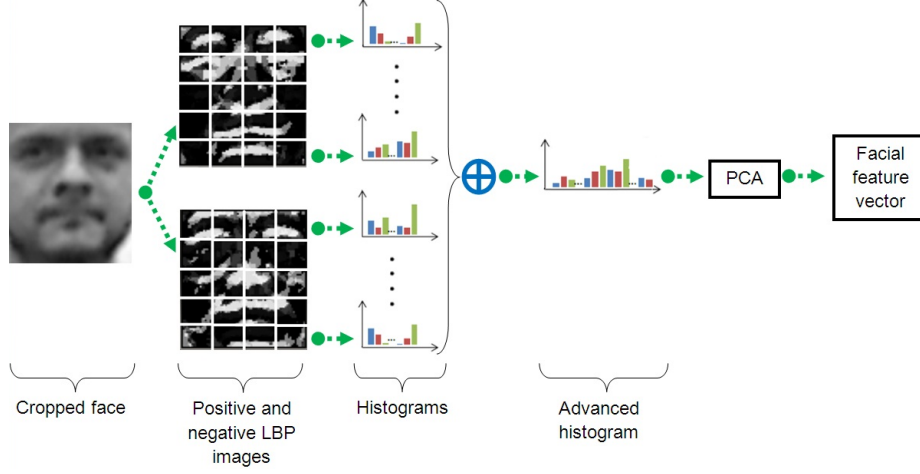 PCA
Facial
feature
vector
Cropped face
Positive and
negative LBP
images
Histograms
Advanced
histogram